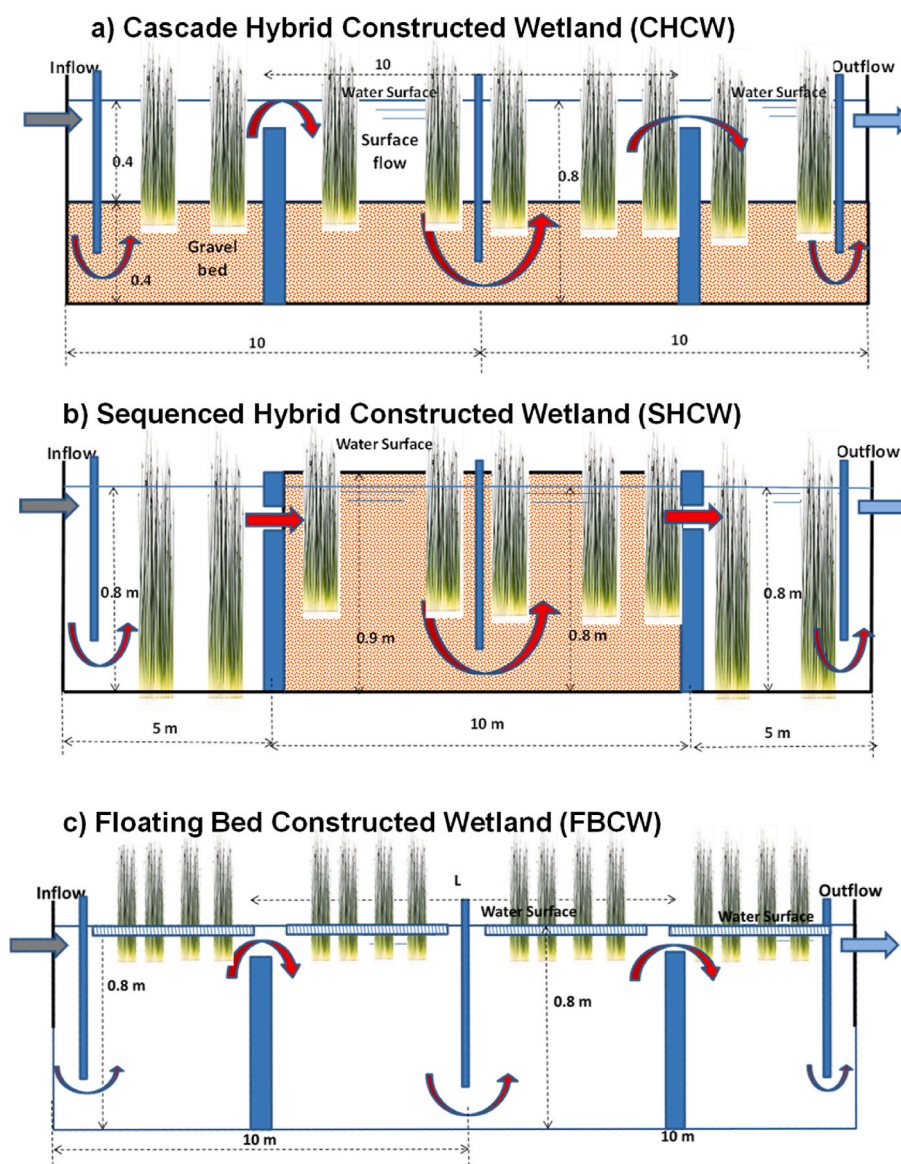 a) Cascade Hybrid Constructed Wetland (CHCW)
Inflow
10
Outflow
Water Surface
Water Surface
Surface
flow
0.4
0.8
Gravel
bed
0.4
10
10
b) Sequenced Hybrid Constructed Wetland (SHCW)
Water Surface
Inflow
Outflow
0.8 m
0.9 m
0.8 m
0.8 m
5 m
10 m
5 m
c) Floating Bed Constructed Wetland (FBCW)
Inflow
L
Outflow
Water Surface
Water Surface
0.8 m
0.8 m
10 m
10 m